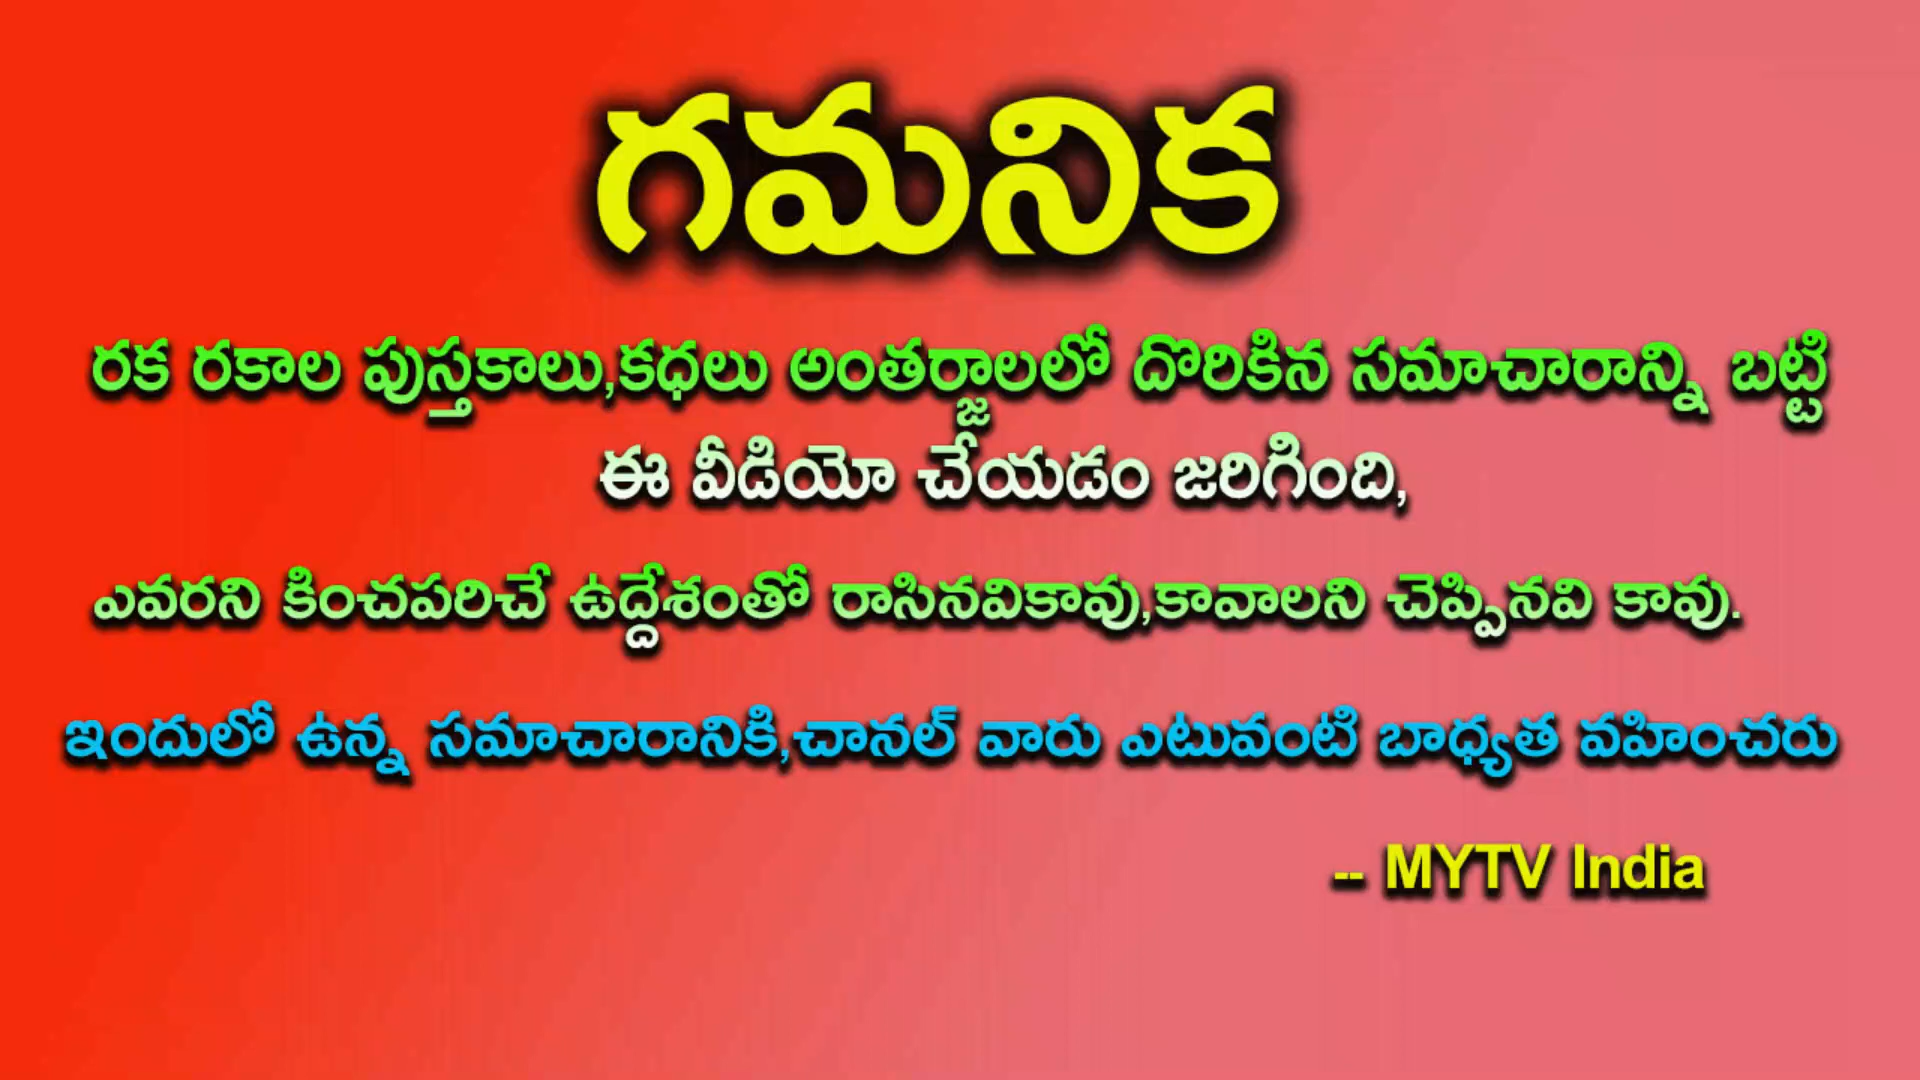 గమనిక
రక రకాల పుస్తకాలు,కధలు అంతర్జాలలో దొరికిన సమాచారాన్ని బట్టి
ఈ వీడియో చేయడం జరిగింది,
ఎవరని కించపరిచే ఉద్దేశంతో రాసినవికావు,కావాలని చెప్పినవి కావు.
ఇందులో ఉన్న సమాచారానికి,చానల్ వారు ఎటువంటి బాధ్యత వహించరు
-- MYTV India